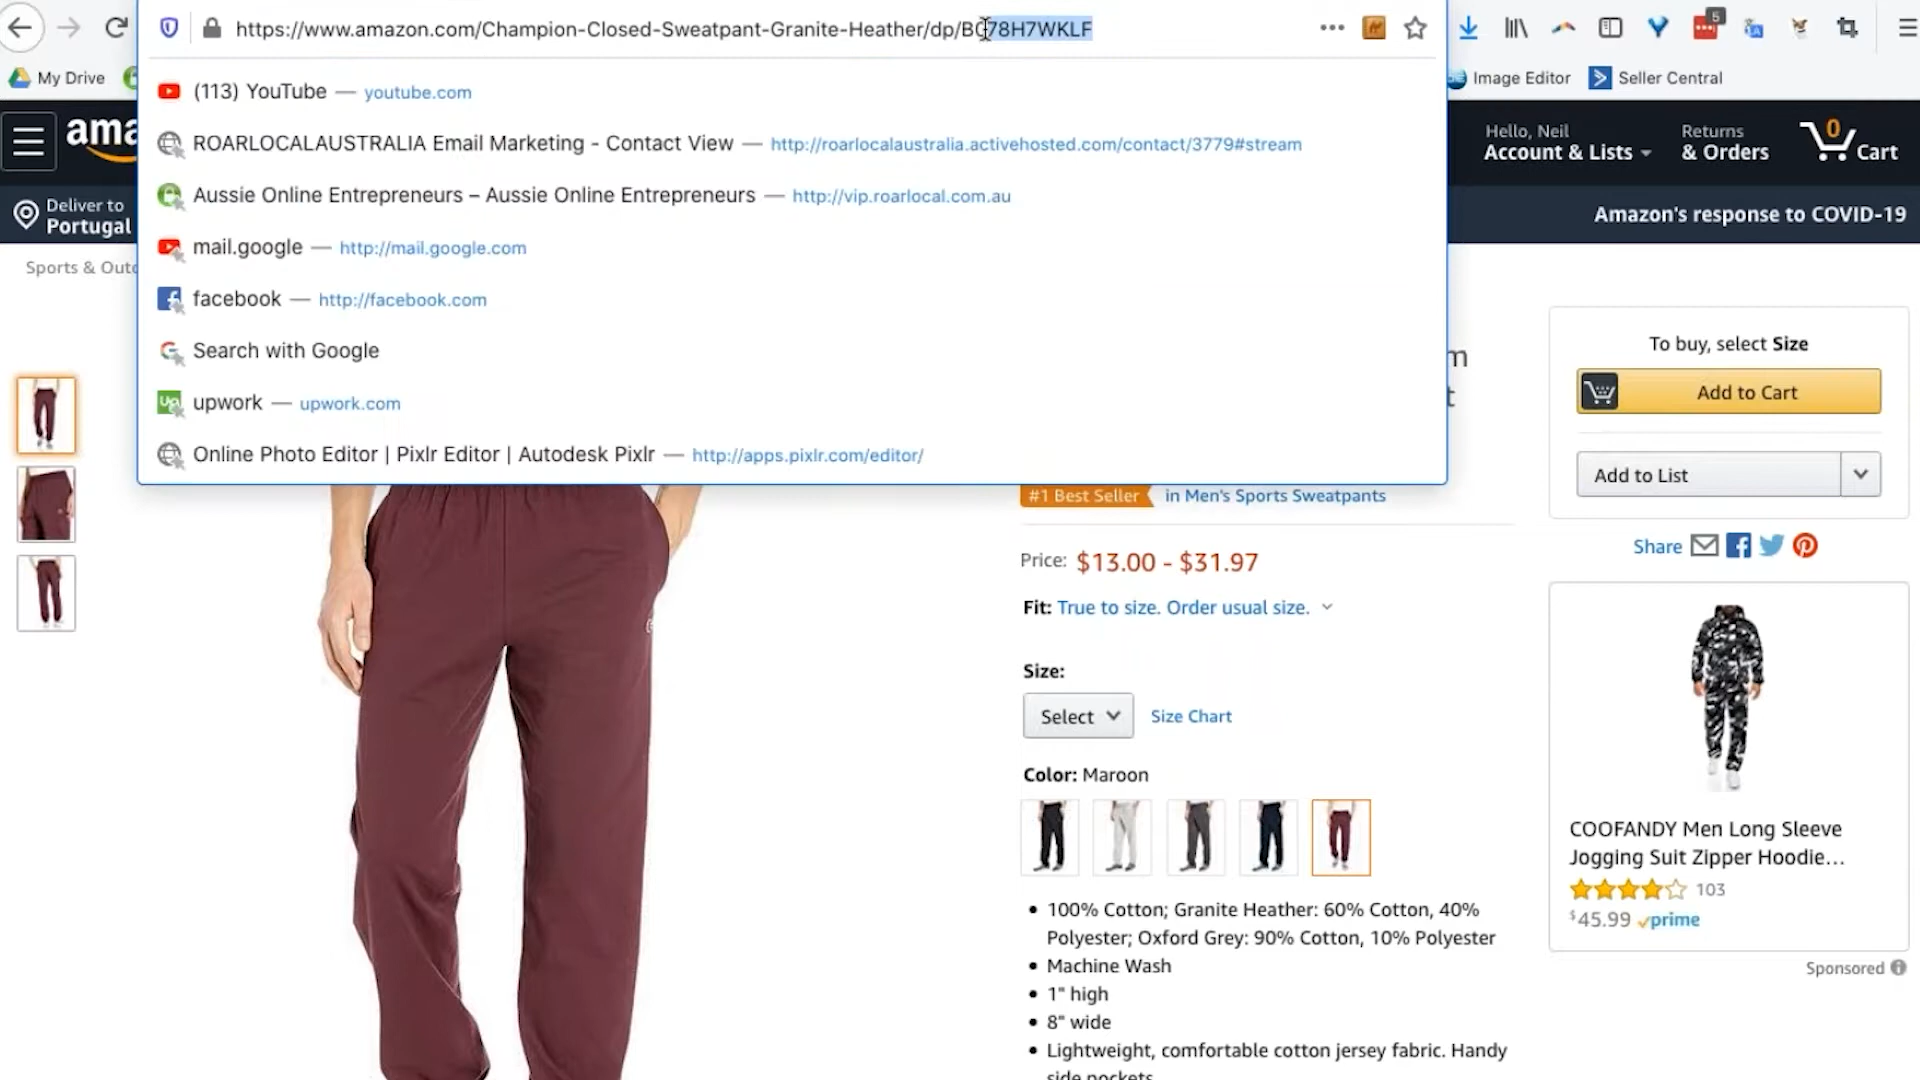 https://www.amazon.com/Champion-Closed-Sweatpant-Granite-Heather/dp/B078H7WKLF
5
My Drive
Image Editor
Seller Central
(113) YouTube — youtube.com
ROARLOCALAUSTRALIA Email Marketing - Contact View — http://roarlocalaustralia.activehosted.com/contact/3779#stream
Aussie Online Entrepreneurs – Aussie Online Entrepreneurs — http://vip.roarlocal.com.au
mail.google — http://mail.google.com
facebook — http://facebook.com
Search with Google
upwork — upwork.com
Online Photo Editor | Pixlr Editor | Autodesk Pixlr — http://apps.pixlr.com/editor/
ama
Hello, Neil
Account & Lists
Returns
& Orders
0
Cart
Deliver to
Portugal
Amazon's response to COVID-19
Sports & Outd
m
t
#1 Best Seller in Men's Sports Sweatpants
Price: $13.00 - $31.97
Fit: True to size. Order usual size.
Size:
Select
Size Chart
Color: Maroon
• 100% Cotton; Granite Heather: 60% Cotton, 40%
Polyester; Oxford Grey: 90% Cotton, 10% Polyester
• Machine Wash
• 1" high
• 8" wide
• Lightweight, comfortable cotton jersey fabric. Handy
side pockets
To buy, select Size
Add to Cart
Add to List
Share
COOFANDY Men Long Sleeve
Jogging Suit Zipper Hoodie...
103
$45.99 prime
Sponsored